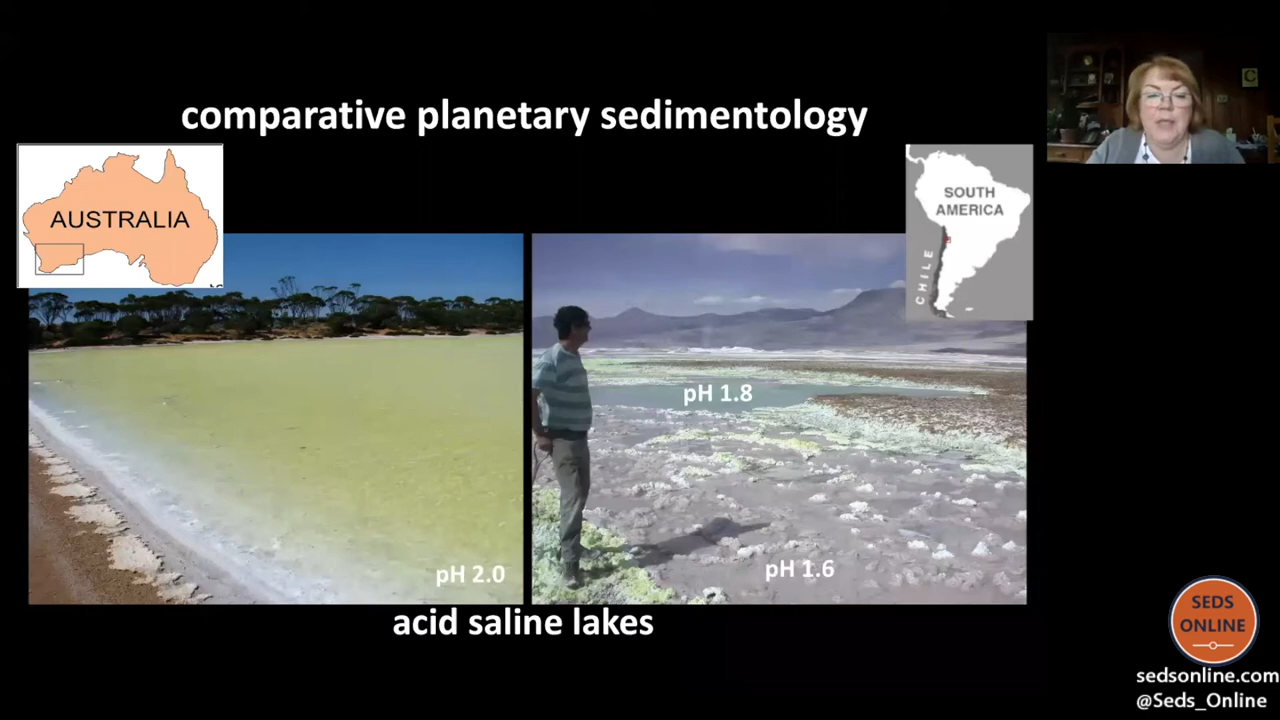 comparative planetary sedimentology
AUSTRALIA
SOUTH
AMERICA
CHILE
pH 1.8
pH 2.0
pH 1.6
acid saline lakes
C
SEDS
ONLINE
sedsonline.com
@Seds_Online